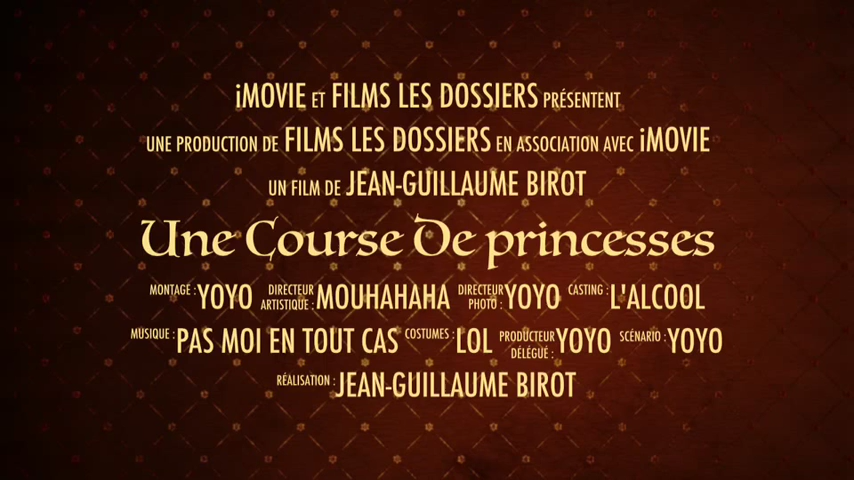 iMOVIE ET FILMS LES DOSSIERS PRÉSENTENT
UNE PRODUCTION DE FILMS LES DOSSIERS EN ASSOCIATION AVEC iMOVIE
UN FILM DE JEAN-GUILLAUME BIROT
Une Course De princesses
MONTAGE : YOYO DIRECTEUR ARTISTIQUE : MOUHAHAHA DIRECTEUR PHOTO : YOYO CASTING : L'ALCOOL
MUSIQUE : PAS MOI EN TOUT CAS COSTUMES : LOL PRODUCTEUR DÉLÉGUÉ : YOYO SCÉNARIO : YOYO
RÉALISATION : JEAN-GUILLAUME BIROT